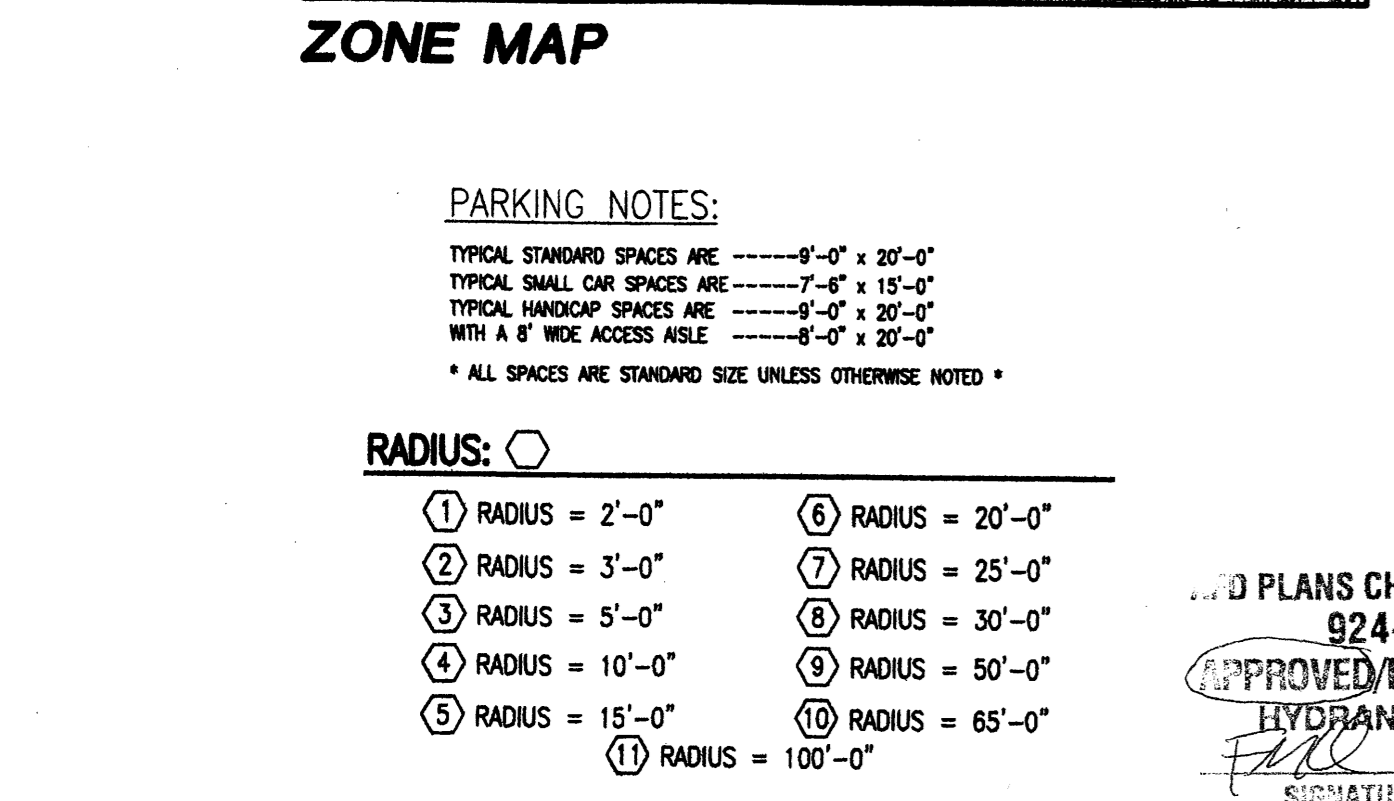 ZONE MAP
PARKING NOTES:
TYPICAL STANDARD SPACES ARE ------9'-0" x 20'-0"
TYPICAL SMALL CAR SPACES ARE------7'-6" x 15'-0"
TYPICAL HANDICAP SPACES ARE ------9'-0" x 20'-0"
WITH A 8' WIDE ACCESS AISLE ------8'-0" x 20'-0"
* ALL SPACES ARE STANDARD SIZE UNLESS OTHERWISE NOTED *
RADIUS:
1 RADIUS = 2'-0"
2 RADIUS = 3'-0"
3 RADIUS = 5'-0"
4 RADIUS = 10'-0"
5 RADIUS = 15'-0"
6 RADIUS = 20'-0"
7 RADIUS = 25'-0"
8 RADIUS = 30'-0"
9 RADIUS = 50'-0"
10 RADIUS = 65'-0"
11 RADIUS = 100'-0"
PLANS CH
924-
APPROVED/
HYDRAN
SIGNATU